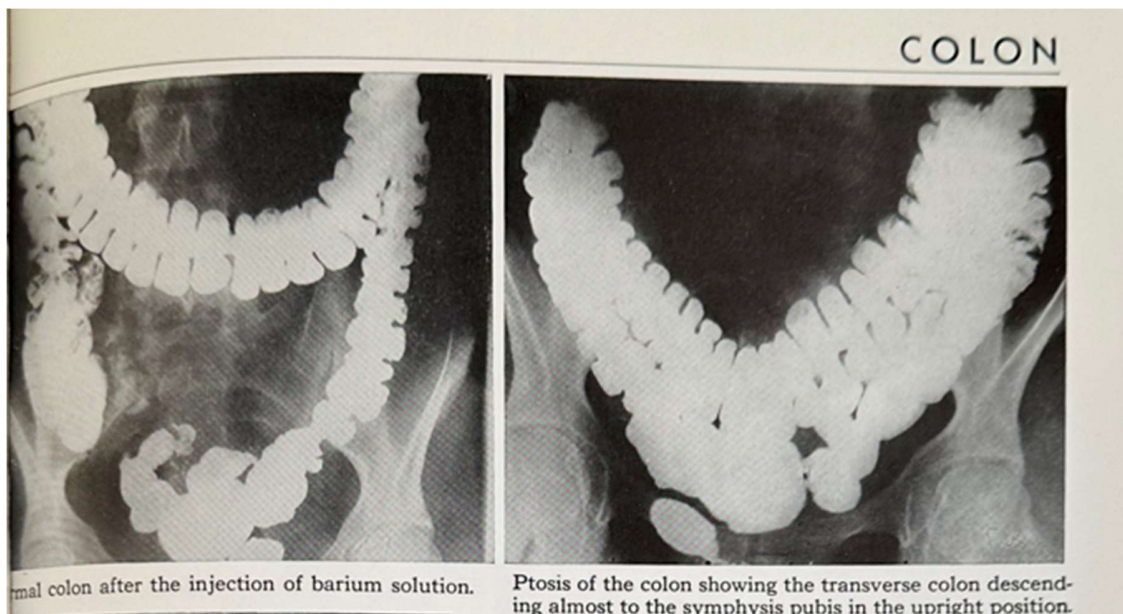 COLON
rmal colon after the injection of barium solution.
Ptosis of the colon showing the transverse colon descend-
ing almost to the symphysis pubis in the upright position.